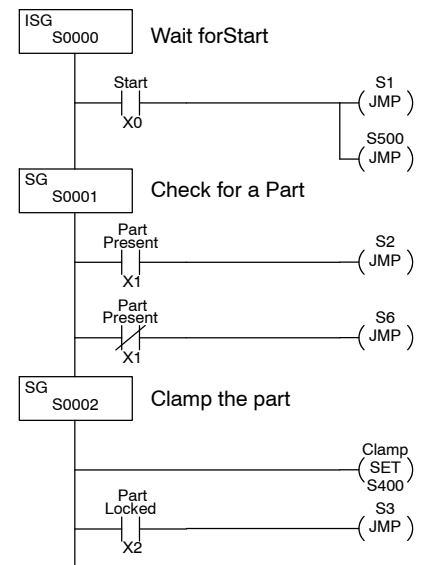 ISG
S0000
Wait forStart
Start
X0
S1
JMP
S500
JMP
SG
S0001
Check for a Part
Part
Present
X1
S2
JMP
Part
Present
X1
S6
JMP
SG
S0002
Clamp the part
Clamp
SET
S400
Part
Locked
X2
S3
JMP